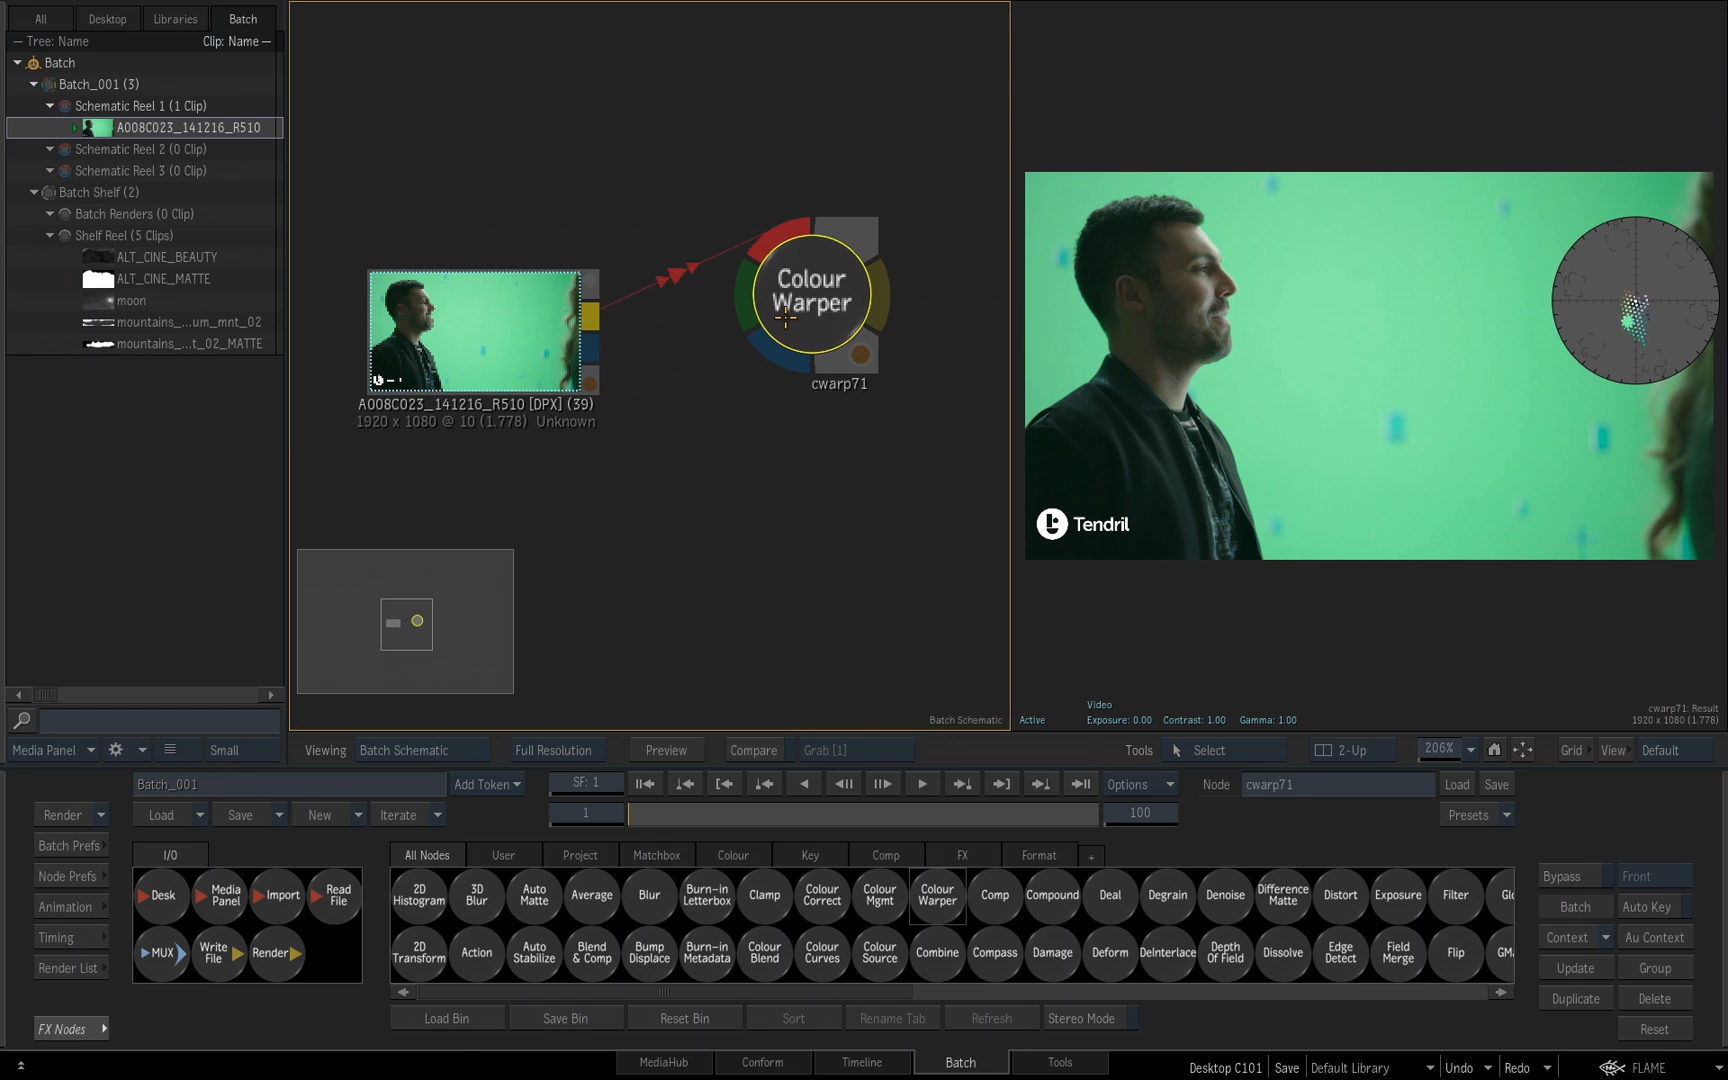 All Desktop Libraries Batch
Tree: Name Clip: Name
Batch
Batch_001 (3)
Schematic Reel 1 (1 Clip)
A008C023_141216_R510
Schematic Reel 2 (0 Clip)
Schematic Reel 3 (0 Clip)
Batch Shelf (2)
Batch Renders (0 Clip)
Shelf Reel (5 Clips)
ALT_CINE_BEAUTY
ALT_CINE_MATTE
moon
mountains_...um_mnt_02
mountains_...t_02_MATTE
Colour
Warper
cwarp71
A008C023_141216_R510 [DPX] (39)
1920 x 1080 @ 10 (1.778) Unknown
Batch Schematic
Tendril
Video
Active Exposure: 0.00 Contrast: 1.00 Gamma: 1.00
cwarp71: Result
1920 x 1080 (1.778)
Media Panel Small Viewing Batch Schematic Full Resolution Preview Compare Grab [1] Tools Select 2-Up 206% Grid View Default
Batch_001 Add Token SF: 1 Options Node cwarp71 Load Save
Render Load Save New Iterate 1 100 Presets
Batch Prefs
Node Prefs
Animation
Timing
Render List
FX Nodes
I/O
Desk
Media Panel
Import
Read File
MUX
Write File
Render
All Nodes User Project Matchbox Colour Key Comp FX Format +
2D Histogram
3D Blur
Auto Matte
Average
Blur
Burn-in Letterbox
Clamp
Colour Correct
Colour Mgmt
Colour Warper
Comp
Compound
Deal
Degrain
Denoise
Difference Matte
Distort
Exposure
Filter
2D Transform
Action
Auto Stabilize
Blend & Comp
Bump Displace
Burn-in Metadata
Colour Blend
Colour Curves
Colour Source
Combine
Compass
Damage
Deform
DeInterlace
Depth Of Field
Dissolve
Edge Detect
Field Merge
Flip
Load Bin Save Bin Reset Bin Sort Rename Tab Refresh Stereo Mode
Bypass Front
Batch Auto Key
Context Au Context
Update Group
Duplicate Delete
Reset
MediaHub Conform Timeline Batch Tools
Desktop C101 Save Default Library Undo Redo FLAME